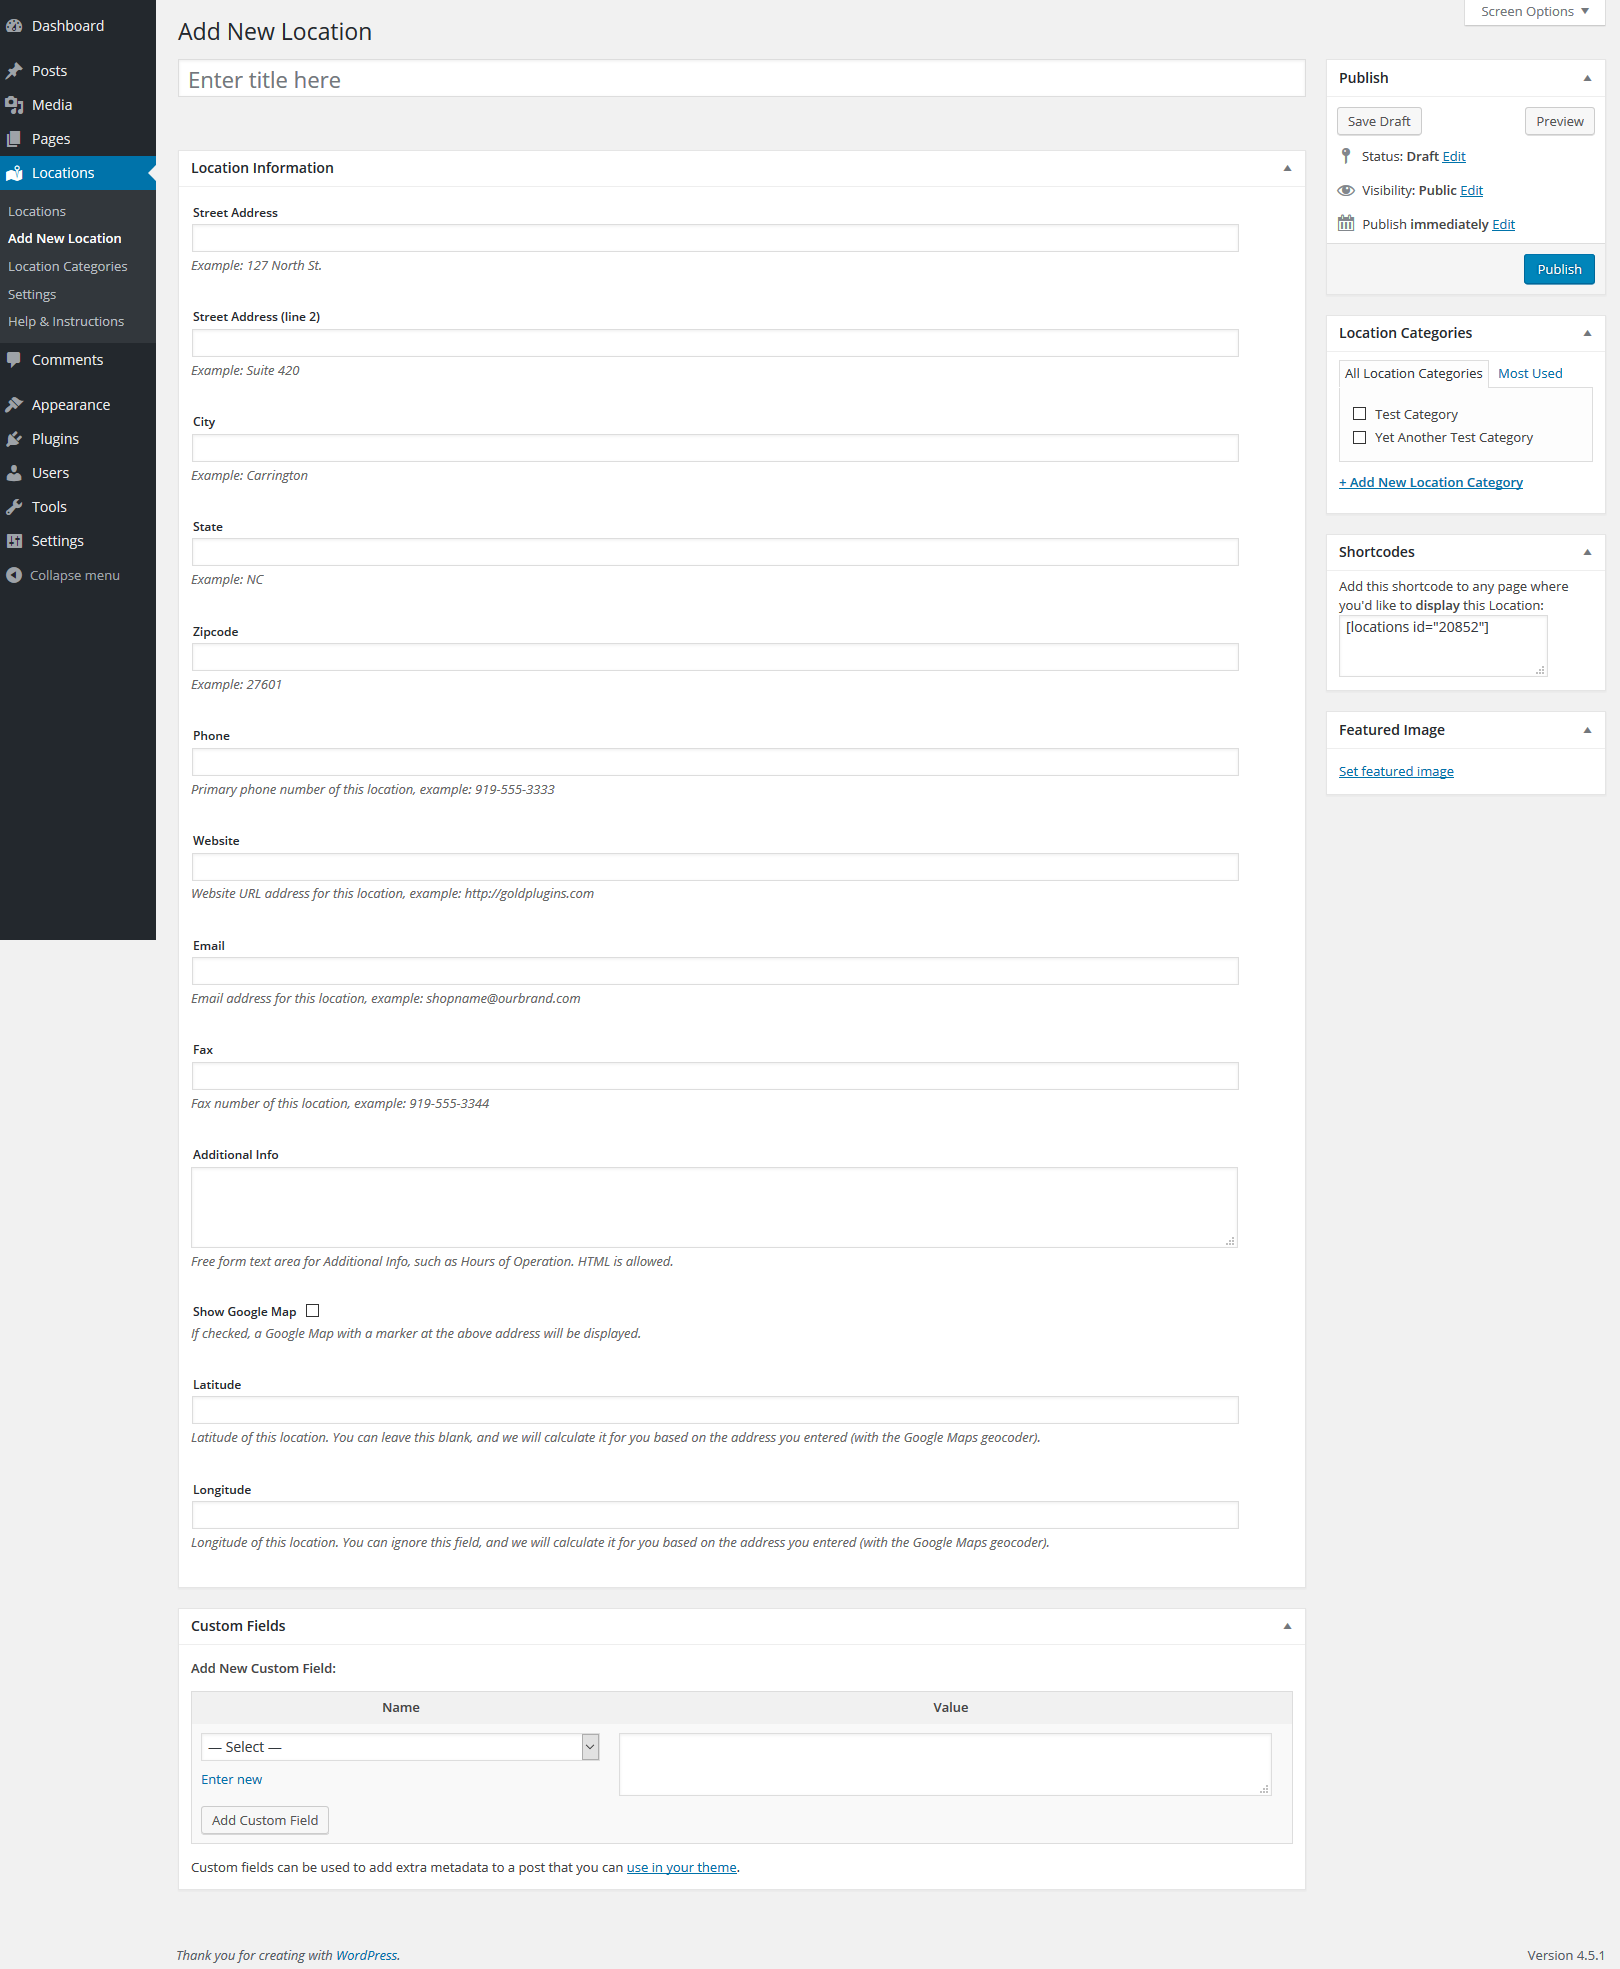 Dashboard
Posts
Media
Pages
Locations
Locations
Add New Location
Location Categories
Settings
Help & Instructions
Comments
Appearance
Plugins
Users
Tools
Settings
Collapse menu
Screen Options
Add New Location
Enter title here
Location Information
Street Address
Example: 127 North St.
Street Address (line 2)
Example: Suite 420
City
Example: Carrington
State
Example: NC
Zipcode
Example: 27601
Phone
Primary phone number of this location, example: 919-555-3333
Website
Website URL address for this location, example: http://goldplugins.com
Email
Email address for this location, example: shopname@ourbrand.com
Fax
Fax number of this location, example: 919-555-3344
Additional Info
Free form text area for Additional Info, such as Hours of Operation. HTML is allowed.
Show Google Map
If checked, a Google Map with a marker at the above address will be displayed.
Latitude
Latitude of this location. You can leave this blank, and we will calculate it for you based on the address you entered (with the Google Maps geocoder).
Longitude
Longitude of this location. You can ignore this field, and we will calculate it for you based on the address you entered (with the Google Maps geocoder).
Custom Fields
Add New Custom Field:
Name Value
— Select —
Enter new
Add Custom Field
Custom fields can be used to add extra metadata to a post that you can use in your theme.
Publish
Save Draft Preview
Status: Draft Edit
Visibility: Public Edit
Publish immediately Edit
Publish
Location Categories
All Location Categories Most Used
Test Category
Yet Another Test Category
+ Add New Location Category
Shortcodes
Add this shortcode to any page where
you'd like to display this Location:
[locations id="20852"]
Featured Image
Set featured image
Thank you for creating with WordPress.
Version 4.5.1